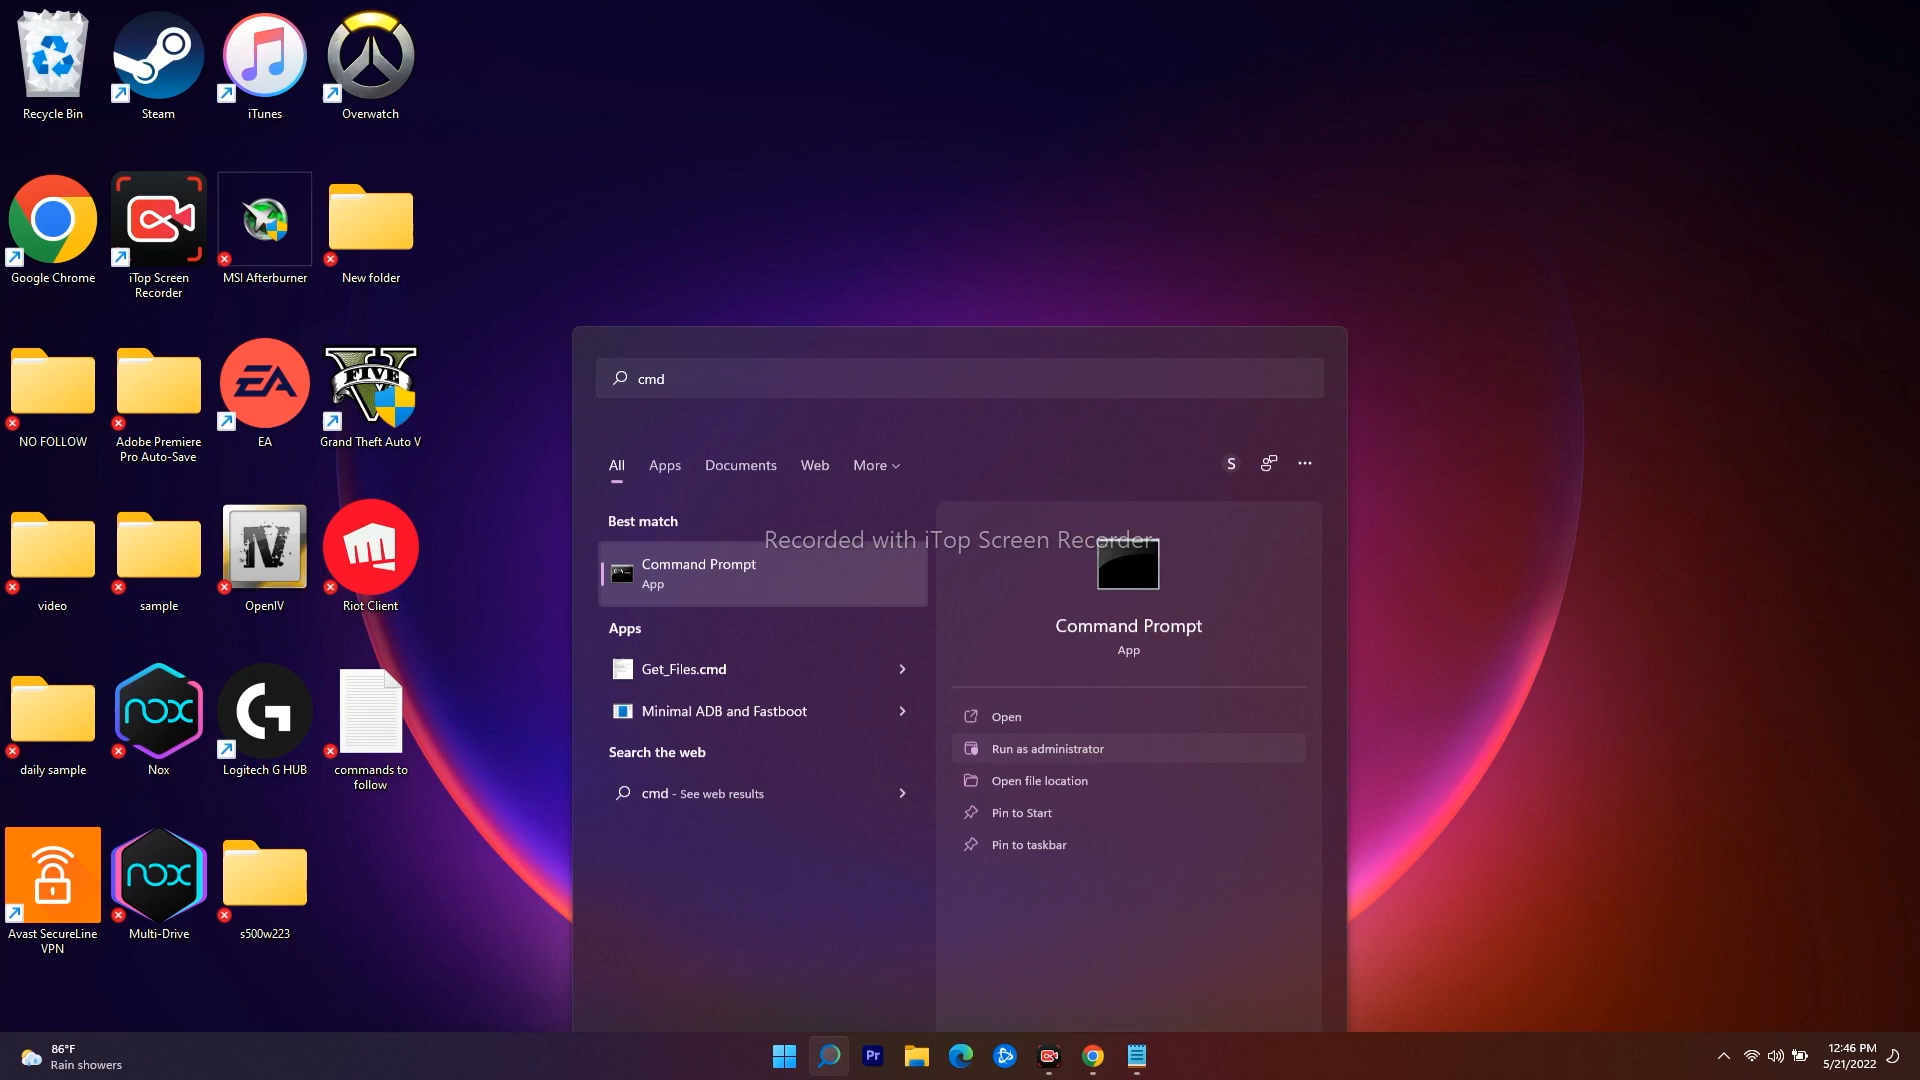 Recycle Bin
Steam
iTunes
Overwatch
Google Chrome
iTop Screen
Recorder
MSI Afterburner
New folder
NO FOLLOW
Adobe Premiere
Pro Auto-Save
EA
EA
FIVE
Grand Theft Auto V
video
sample
IV
OpenIV
Riot Client
daily sample
nox
Nox
G
Logitech G HUB
commands to
follow
Avast SecureLine
VPN
nox
Multi-Drive
s500w223
cmd
All
Apps
Documents
Web
More
S
Best match
Command Prompt
App
Apps
Get_Files.cmd
Minimal ADB and Fastboot
Search the web
cmd - See web results
Recorded with iTop Screen Recorder
Command Prompt
App
Open
Run as administrator
Open file location
Pin to Start
Pin to taskbar
86°F
Rain showers
Pr
12:46 PM
5/21/2022